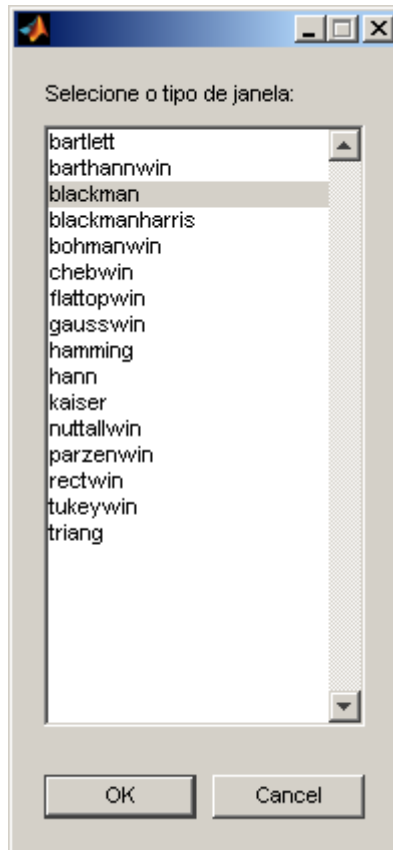 Selecione o tipo de janela:
bartlett
barthannwin
blackman
blackmanharris
bohmanwin
chebwin
flattopwin
gausswin
hamming
hann
kaiser
nuttallwin
parzenwin
rectwin
tukeywin
triang
OK Cancel